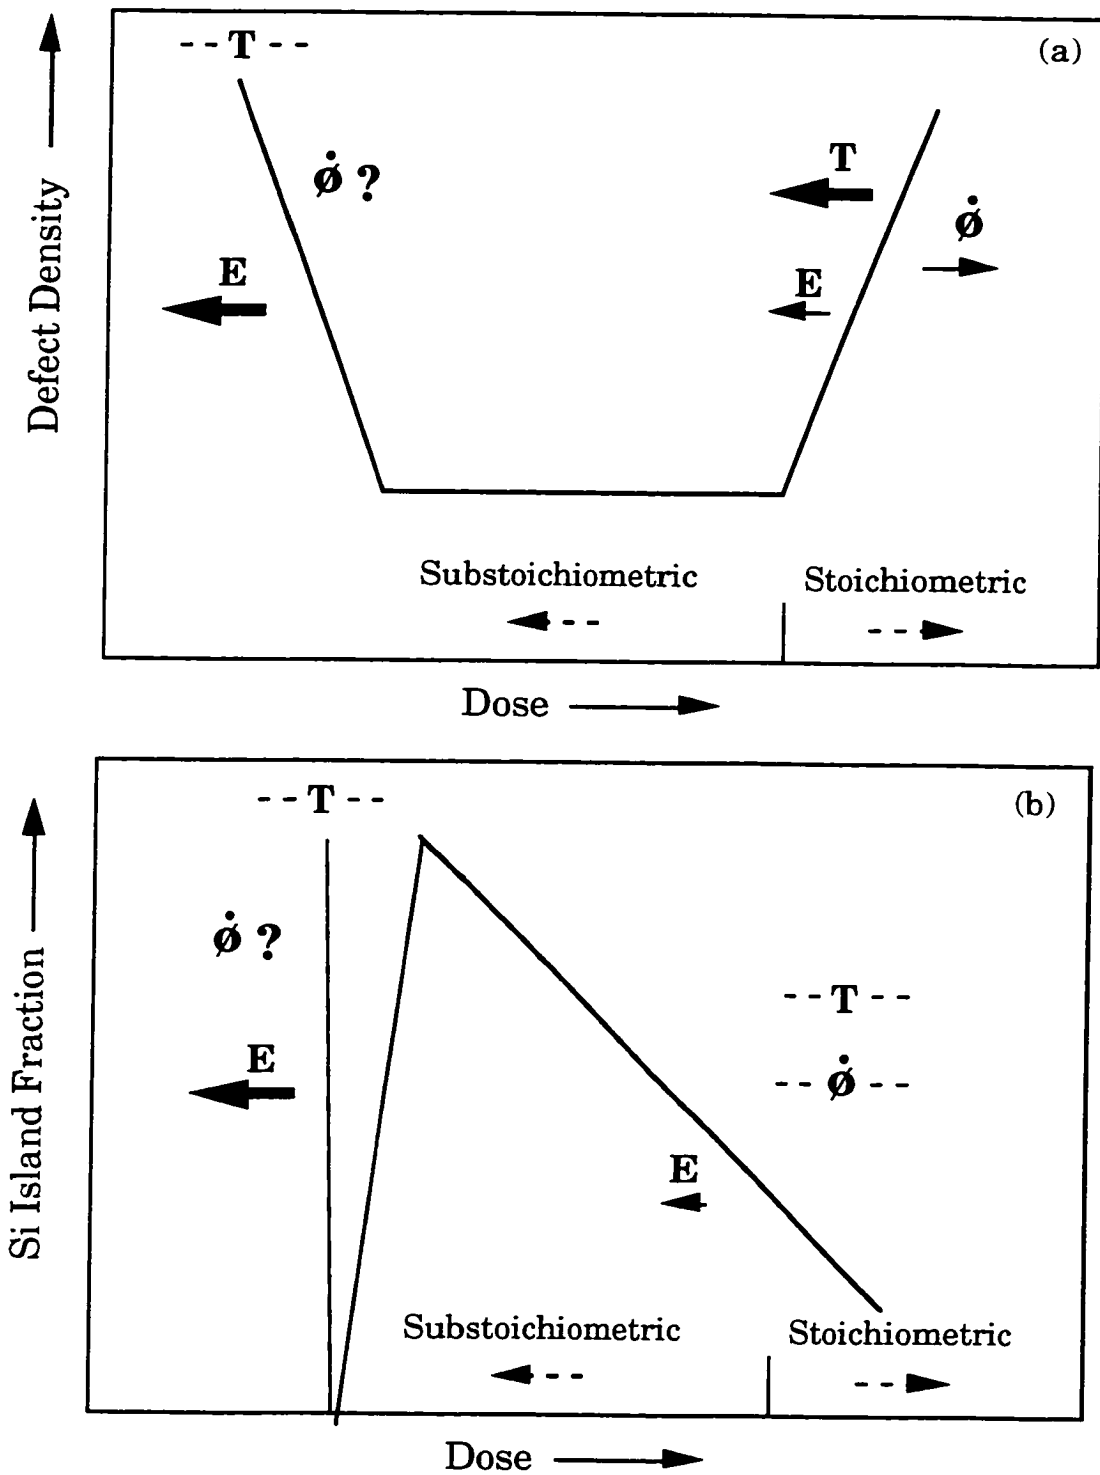 (a)
- - T - -
ø̇ ?
T
ø̇
E
E
Defect Density
Substoichiometric
Stoichiometric
Dose
(b)
- - T - -
ø̇ ?
- - T - -
E
- - ø̇ - -
E
Si Island Fraction
Substoichiometric
Stoichiometric
Dose